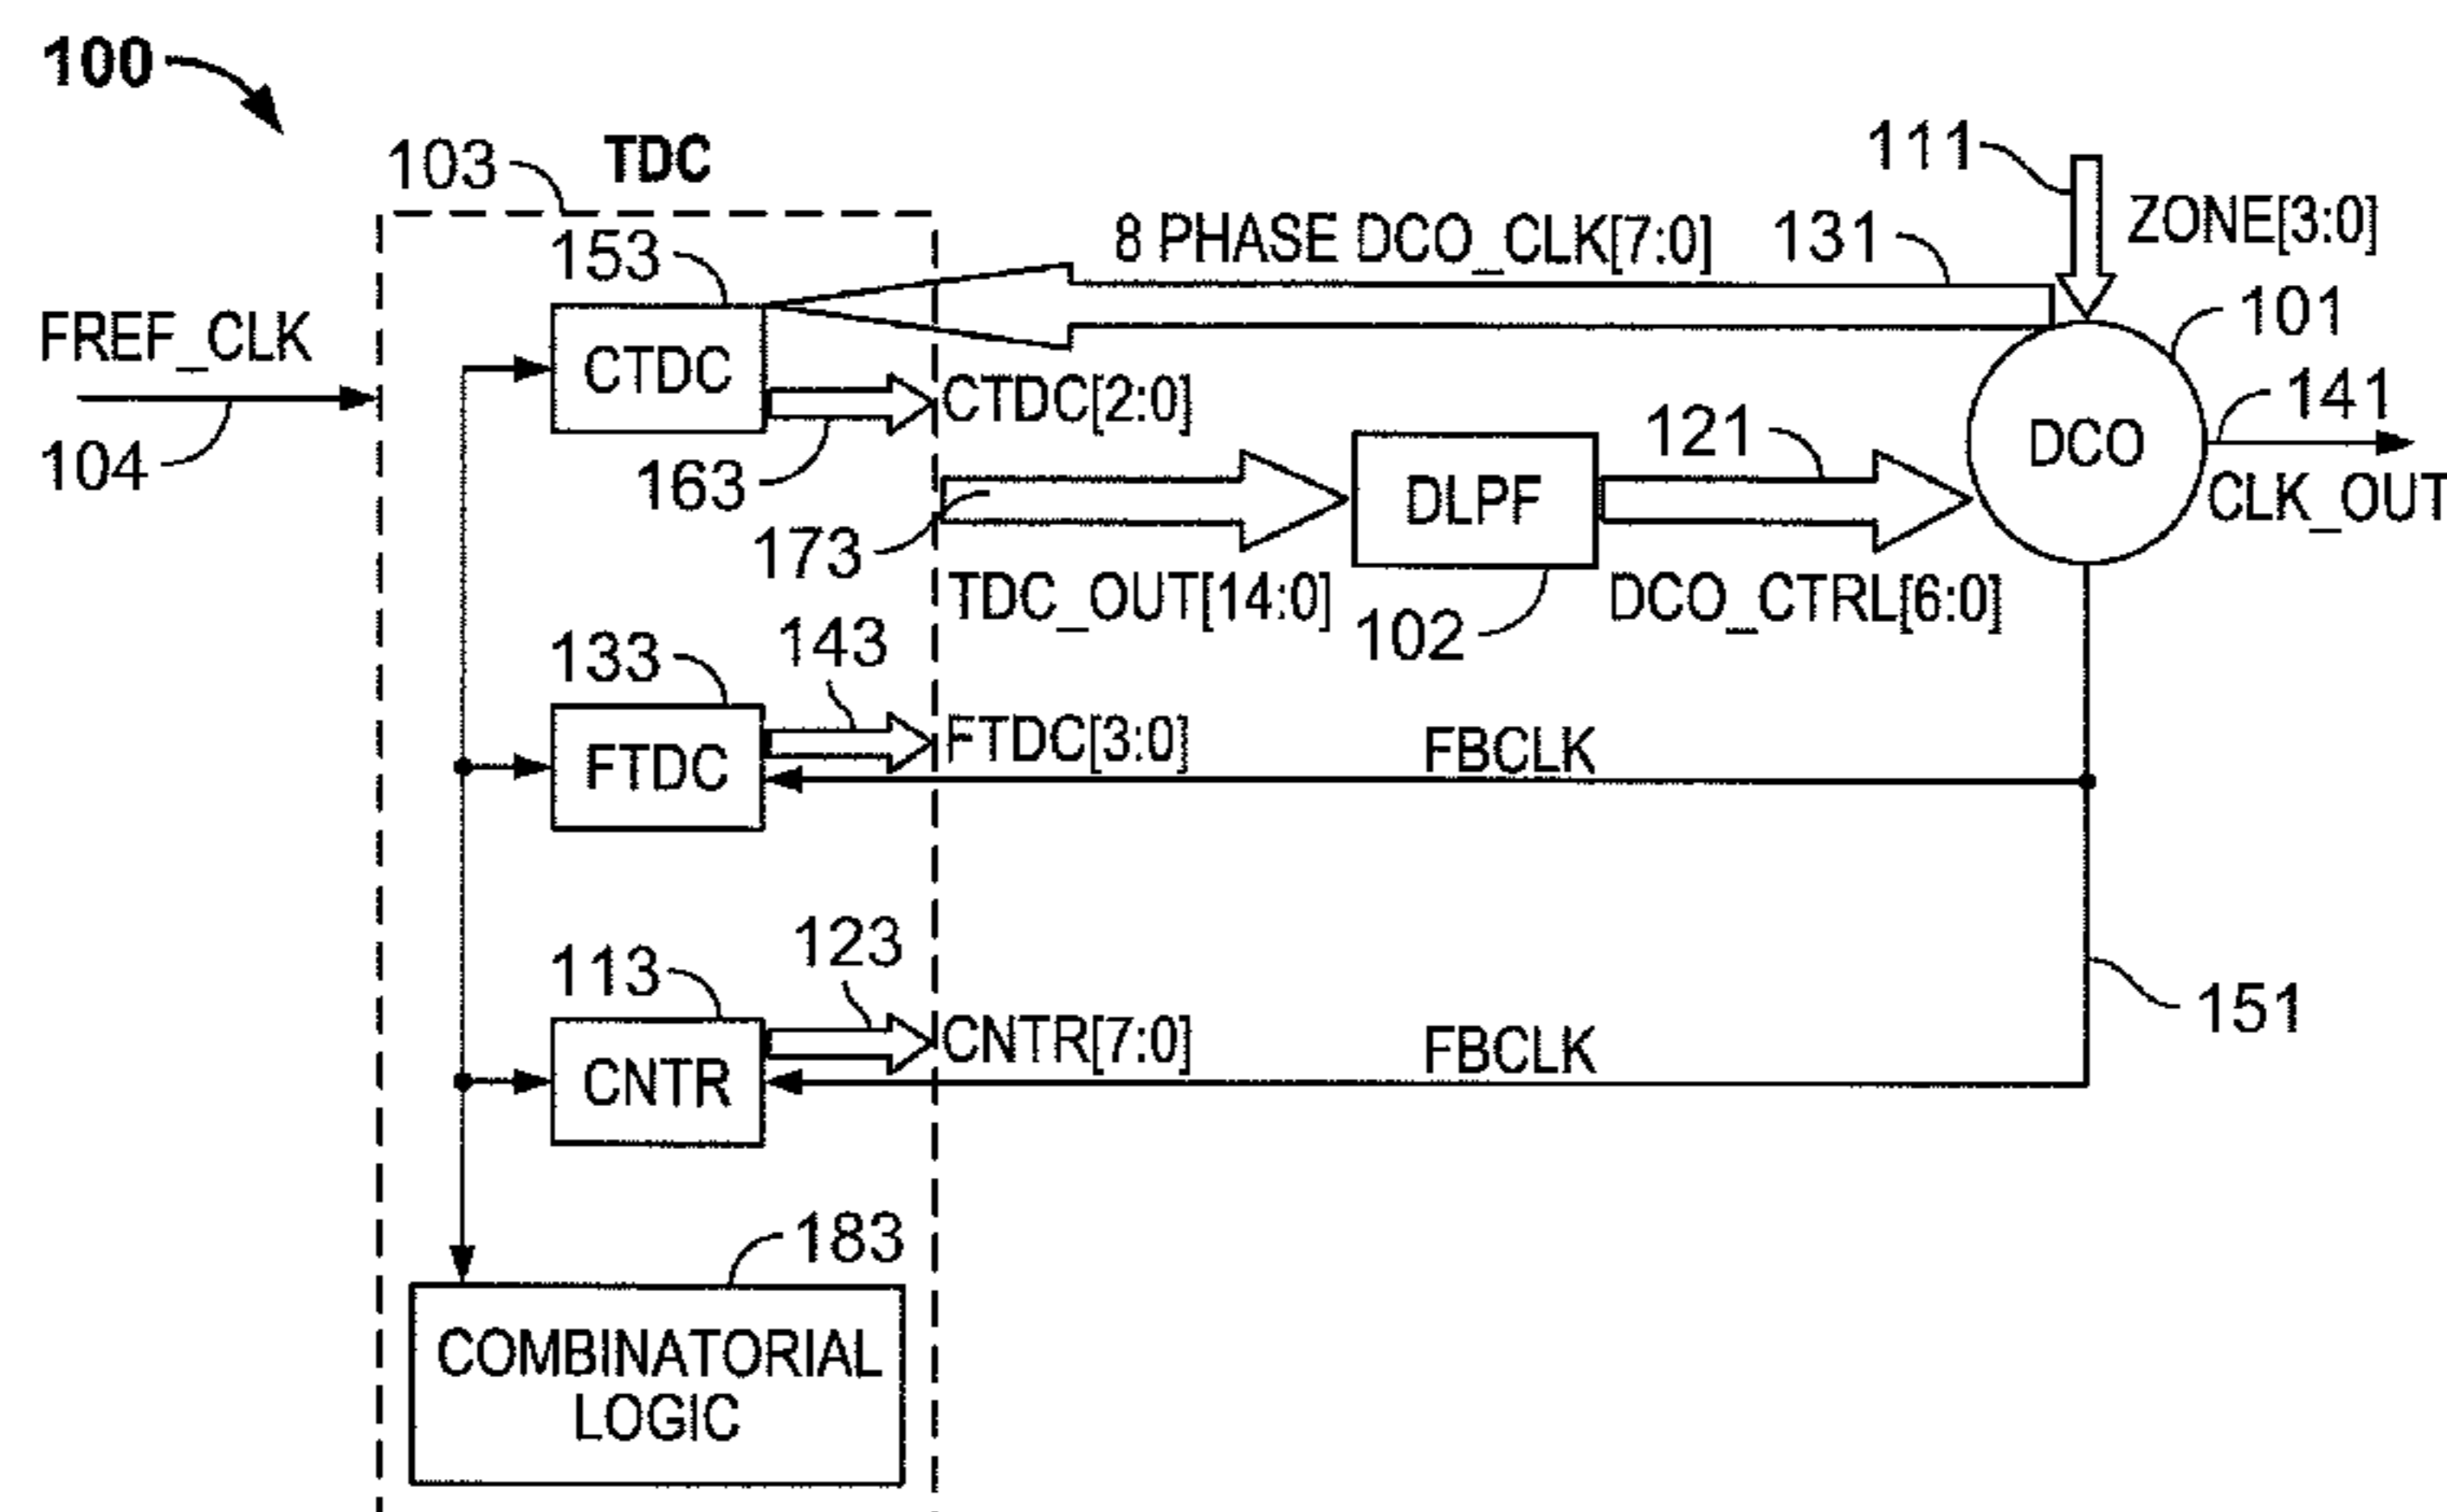 100
103
TDC
111
153
8 PHASE DCO_CLK[7:0]
131
ZONE[3:0]
FREF_CLK
101
CTDC
CTDC[2:0]
141
104
163
121
DCO
DLPF
CLK_OUT
173
TDC_OUT[14:0]
102
DCO_CTRL[6:0]
133
143
FTDC
FTDC[3:0]
FBCLK
113
123
151
CNTR
CNTR[7:0]
FBCLK
183
COMBINATORIAL
LOGIC